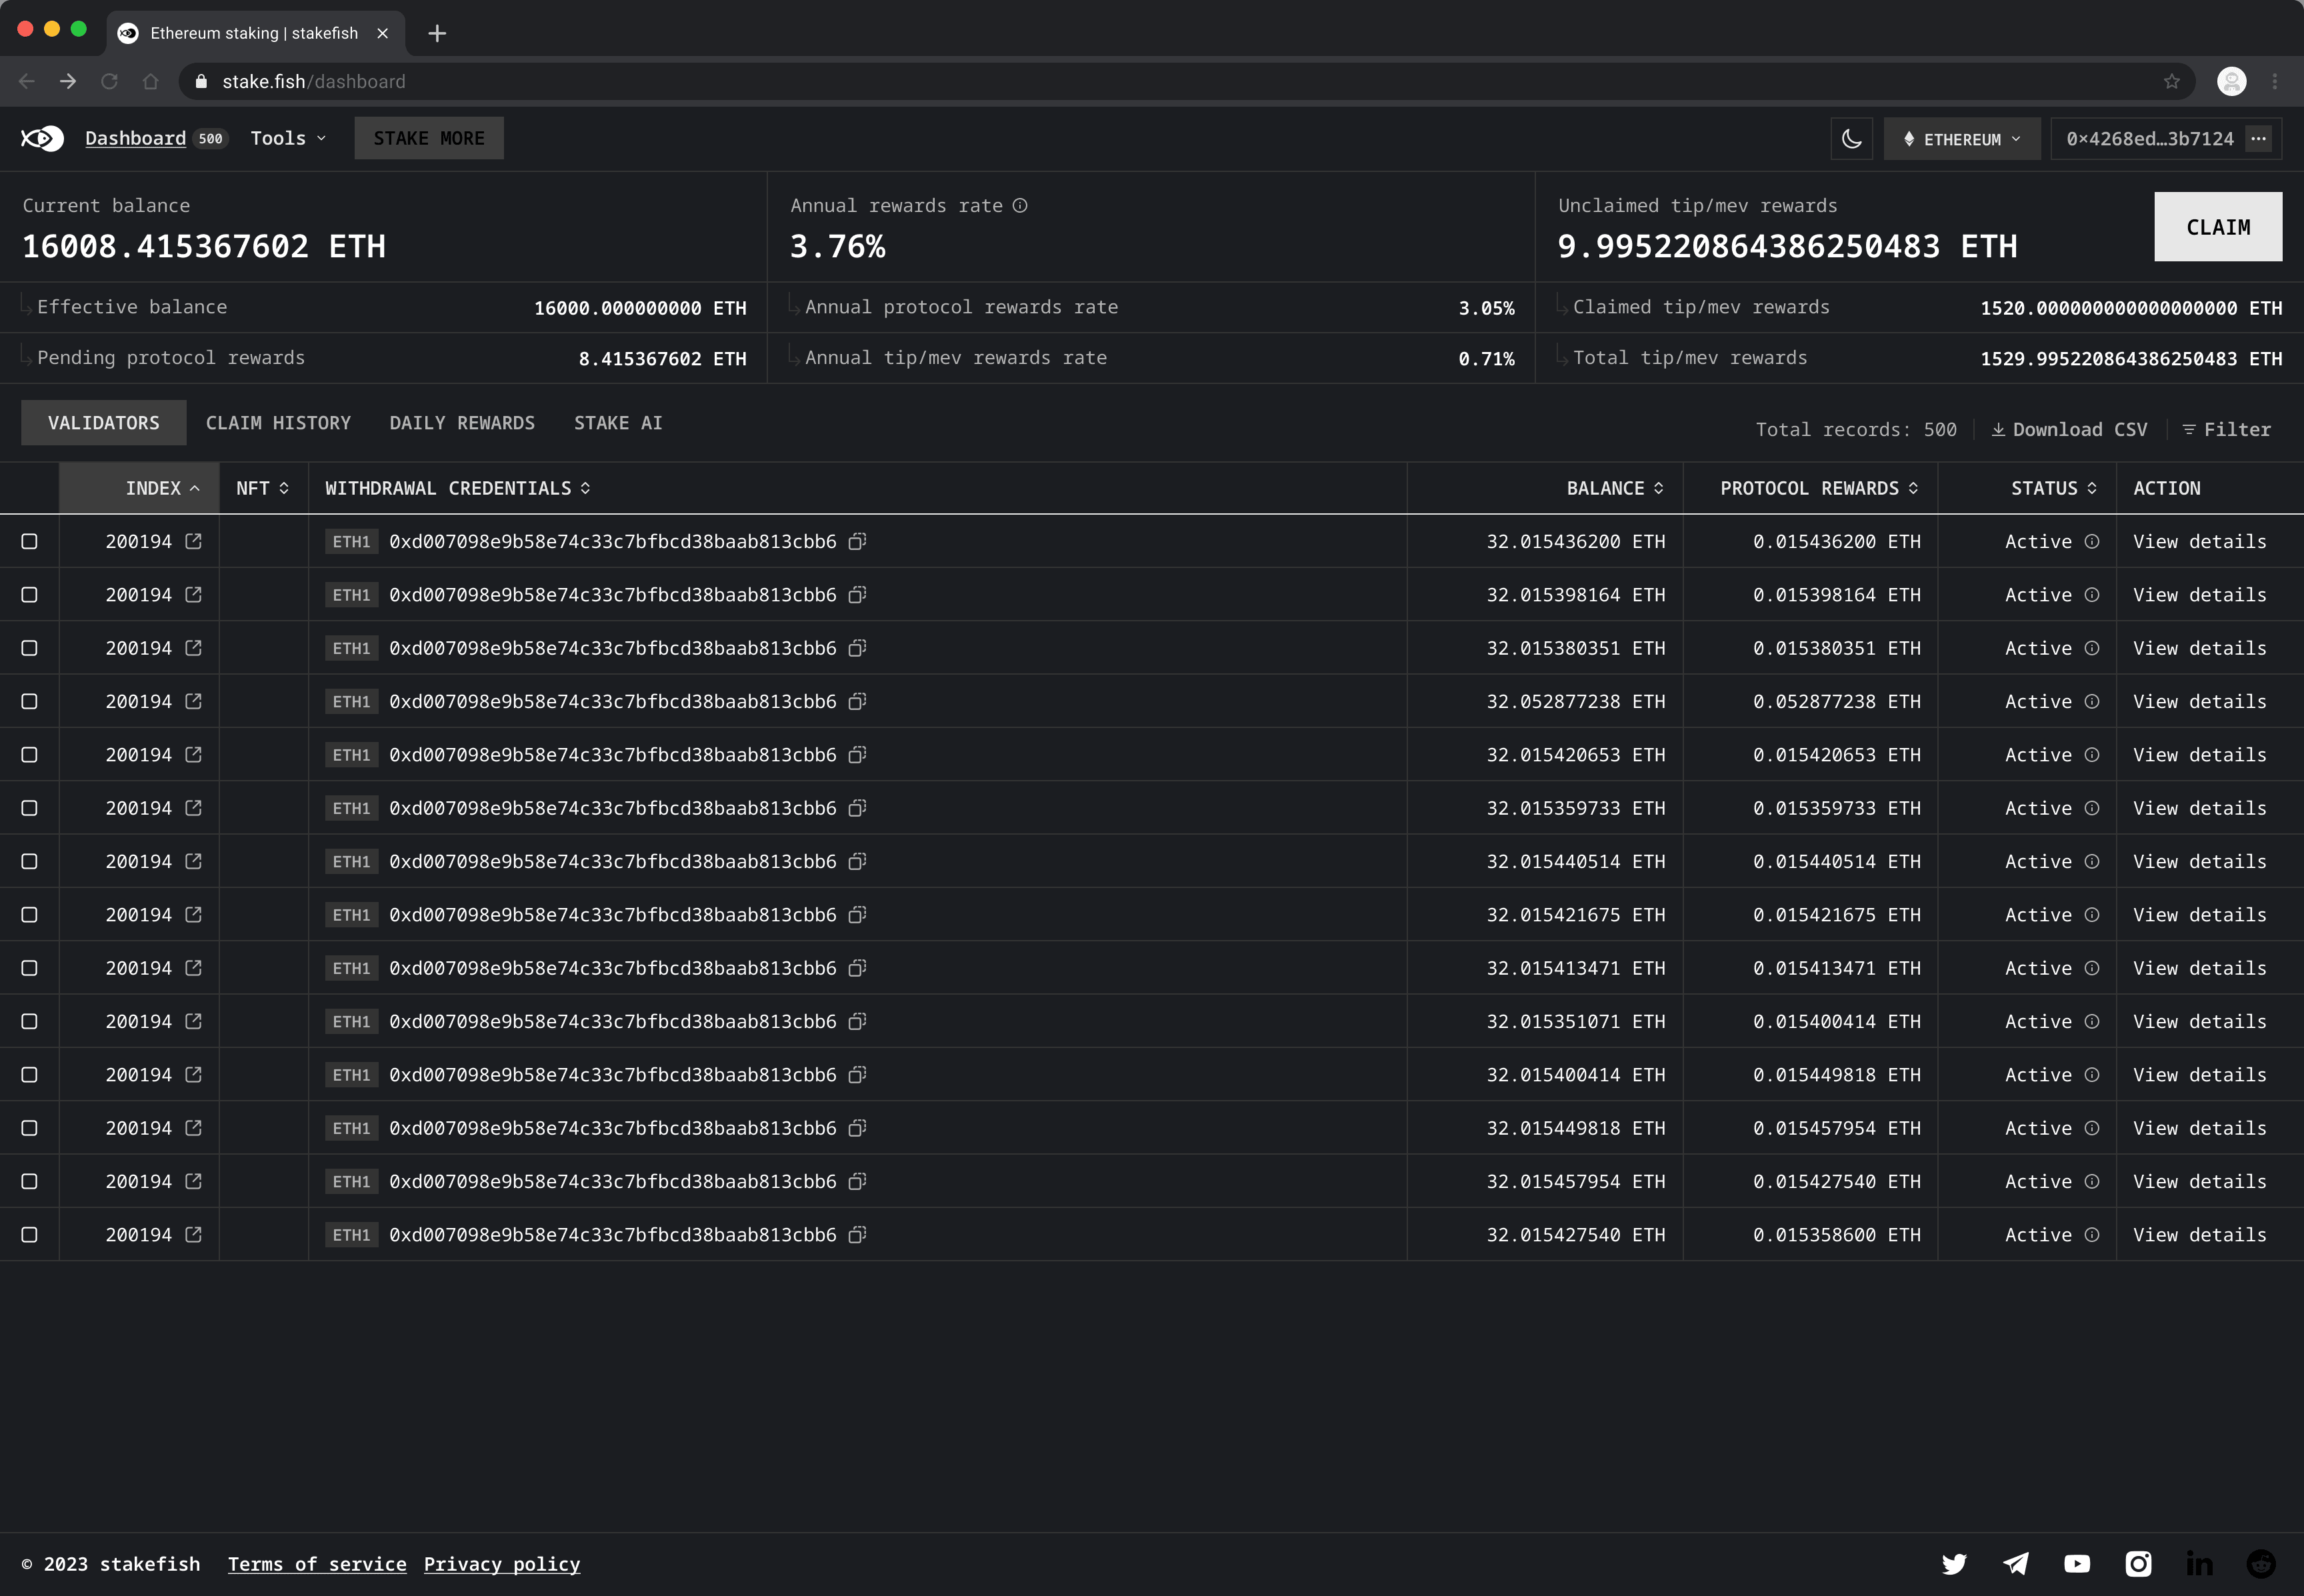 Ethereum staking | stakefish
stake.fish/dashboard
Dashboard 500 Tools STAKE MORE ETHEREUM 0×4268ed…3b7124
Current balance Annual rewards rate Unclaimed tip/mev rewards
16008.415367602 ETH 3.76% 9.995220864386250483 ETH CLAIM
Effective balance 16000.000000000 ETH Annual protocol rewards rate 3.05% Claimed tip/mev rewards 1520.000000000000000000 ETH
Pending protocol rewards 8.415367602 ETH Annual tip/mev rewards rate 0.71% Total tip/mev rewards 1529.995220864386250483 ETH
VALIDATORS CLAIM HISTORY DAILY REWARDS STAKE AI Total records: 500 Download CSV Filter
INDEX NFT WITHDRAWAL CREDENTIALS BALANCE PROTOCOL REWARDS STATUS ACTION
200194 ETH1 0xd007098e9b58e74c33c7bfbcd38baab813cbb6 32.015436200 ETH 0.015436200 ETH Active View details
200194 ETH1 0xd007098e9b58e74c33c7bfbcd38baab813cbb6 32.015398164 ETH 0.015398164 ETH Active View details
200194 ETH1 0xd007098e9b58e74c33c7bfbcd38baab813cbb6 32.015380351 ETH 0.015380351 ETH Active View details
200194 ETH1 0xd007098e9b58e74c33c7bfbcd38baab813cbb6 32.052877238 ETH 0.052877238 ETH Active View details
200194 ETH1 0xd007098e9b58e74c33c7bfbcd38baab813cbb6 32.015420653 ETH 0.015420653 ETH Active View details
200194 ETH1 0xd007098e9b58e74c33c7bfbcd38baab813cbb6 32.015359733 ETH 0.015359733 ETH Active View details
200194 ETH1 0xd007098e9b58e74c33c7bfbcd38baab813cbb6 32.015440514 ETH 0.015440514 ETH Active View details
200194 ETH1 0xd007098e9b58e74c33c7bfbcd38baab813cbb6 32.015421675 ETH 0.015421675 ETH Active View details
200194 ETH1 0xd007098e9b58e74c33c7bfbcd38baab813cbb6 32.015413471 ETH 0.015413471 ETH Active View details
200194 ETH1 0xd007098e9b58e74c33c7bfbcd38baab813cbb6 32.015351071 ETH 0.015400414 ETH Active View details
200194 ETH1 0xd007098e9b58e74c33c7bfbcd38baab813cbb6 32.015400414 ETH 0.015449818 ETH Active View details
200194 ETH1 0xd007098e9b58e74c33c7bfbcd38baab813cbb6 32.015449818 ETH 0.015457954 ETH Active View details
200194 ETH1 0xd007098e9b58e74c33c7bfbcd38baab813cbb6 32.015457954 ETH 0.015427540 ETH Active View details
200194 ETH1 0xd007098e9b58e74c33c7bfbcd38baab813cbb6 32.015427540 ETH 0.015358600 ETH Active View details
© 2023 stakefish Terms of service Privacy policy